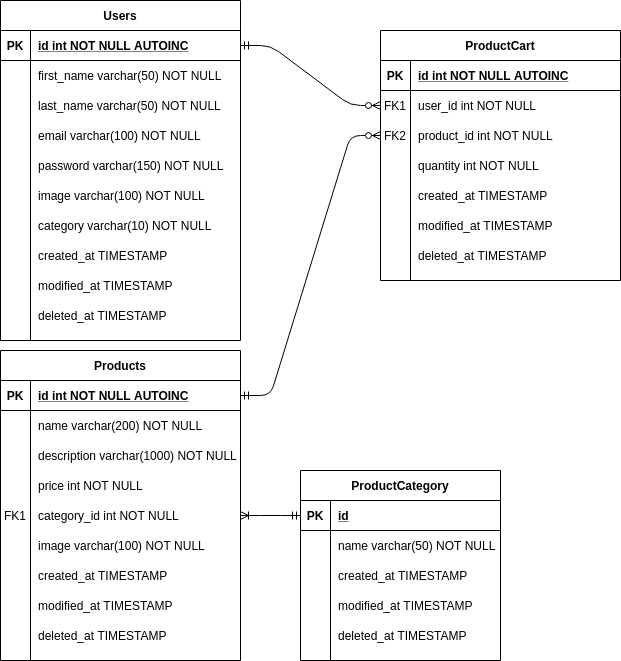 Users
PK id int NOT NULL AUTOINC
first_name varchar(50) NOT NULL
last_name varchar(50) NOT NULL
email varchar(100) NOT NULL
password varchar(150) NOT NULL
image varchar(100) NOT NULL
category varchar(10) NOT NULL
created_at TIMESTAMP
modified_at TIMESTAMP
deleted_at TIMESTAMP
ProductCart
PK id int NOT NULL AUTOINC
FK1 user_id int NOT NULL
FK2 product_id int NOT NULL
quantity int NOT NULL
created_at TIMESTAMP
modified_at TIMESTAMP
deleted_at TIMESTAMP
Products
PK id int NOT NULL AUTOINC
name varchar(200) NOT NULL
description varchar(1000) NOT NULL
price int NOT NULL
FK1 category_id int NOT NULL
image varchar(100) NOT NULL
created_at TIMESTAMP
modified_at TIMESTAMP
deleted_at TIMESTAMP
ProductCategory
PK id
name varchar(50) NOT NULL
created_at TIMESTAMP
modified_at TIMESTAMP
deleted_at TIMESTAMP